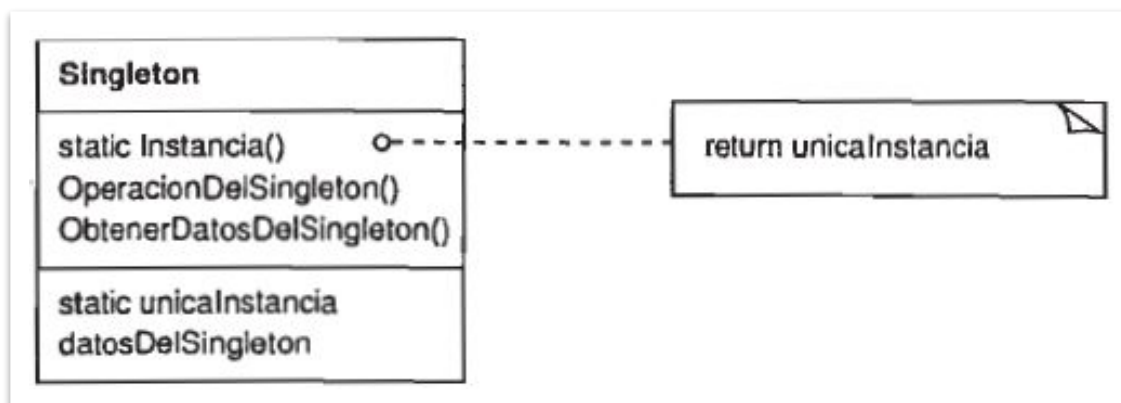 Singleton
static Instancia()
OperacionDelSingleton()
ObtenerDatosDelSingleton()
static unicaInstancia
datosDelSingleton
return unicaInstancia